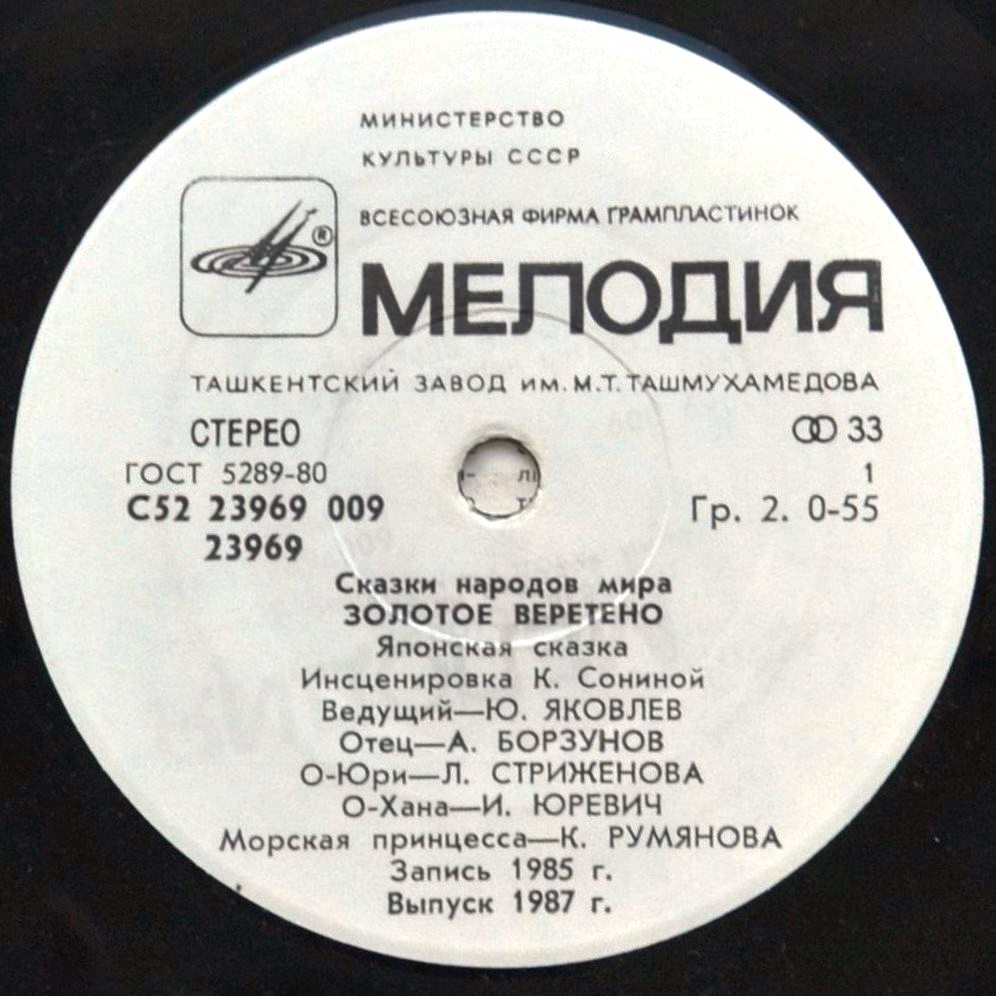 МИНИСТЕРСТВО
КУЛЬТУРЫ СССР
ВСЕСОЮЗНАЯ ФИРМА ГРАМПЛАСТИНОК
®
МЕЛОДИЯ
ТАШКЕНТСКИЙ ЗАВОД ИМ. М.Т. ТАШМУХАМЕДОВА
СТЕРЕО 33
ГОСТ 5289-80 1
С52 23969 009 Гр. 2. 0-55
23969
Сказки народов мира
ЗОЛОТОЕ ВЕРЕТЕНО
Японская сказка
Инсценировка К. Сониной
Ведущий—Ю. ЯКОВЛЕВ
Отец—А. БОРЗУНОВ
О-Юри—Л. СТРИЖЕНОВА
О-Хана—И. ЮРЕВИЧ
Морская принцесса—К. РУМЯНОВА
Запись 1985 г.
Выпуск 1987 г.